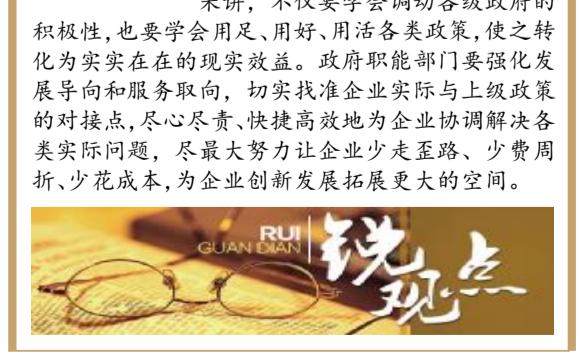 来讲，不仅要学会调动各级政府的
积极性,也要学会用足、用好、用活各类政策,使之转
化为实实在在的现实效益。政府职能部门要强化发
展导向和服务取向，切实找准企业实际与上级政策
的对接点,尽心尽责、快捷高效地为企业协调解决各
类实际问题，尽最大努力让企业少走歪路、少费周
折、少花成本,为企业创新发展拓展更大的空间。
RUI
GUAN DIAN
锐
观点